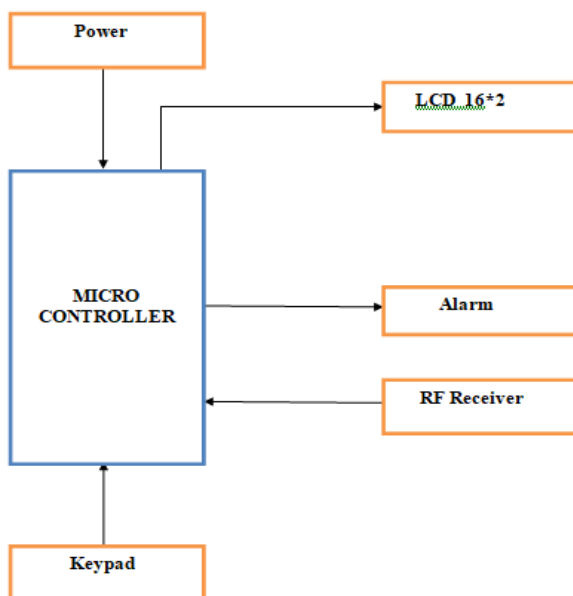 Power
LCD 16*2
MICRO
CONTROLLER
Alarm
RF Receiver
Keypad